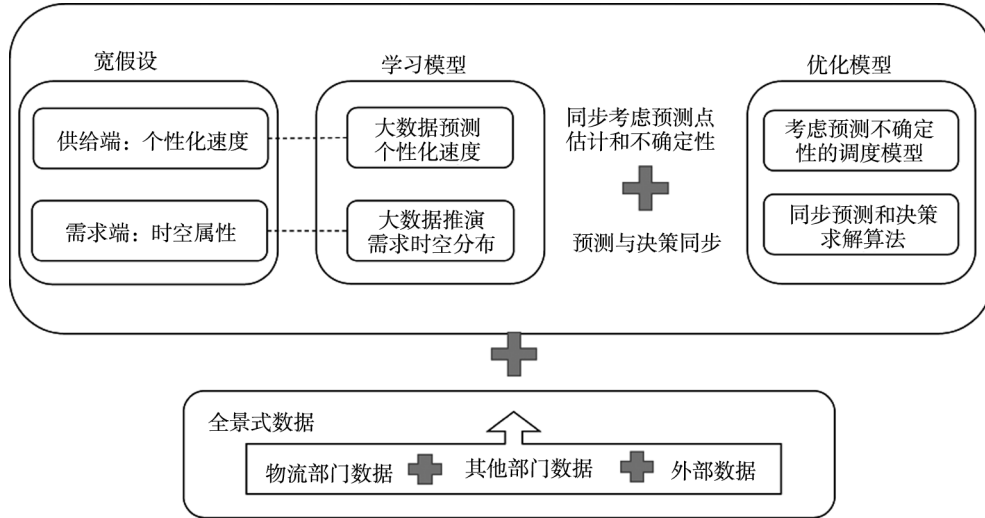 宽假设
供给端：个性化速度
需求端：时空属性
学习模型
大数据预测
个性化速度
大数据推演
需求时空分布
同步考虑预测点
估计和不确定性
预测与决策同步
优化模型
考虑预测不确定
性的调度模型
同步预测和决策
求解算法
全景式数据
物流部门数据
其他部门数据
外部数据